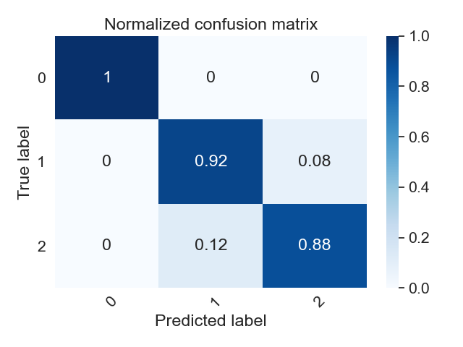 Normalized confusion matrix
True label
0
1
2
1 0 0
0 0.92 0.08
0 0.12 0.88
0 1 2
Predicted label
1.0
0.8
0.6
0.4
0.2
0.0